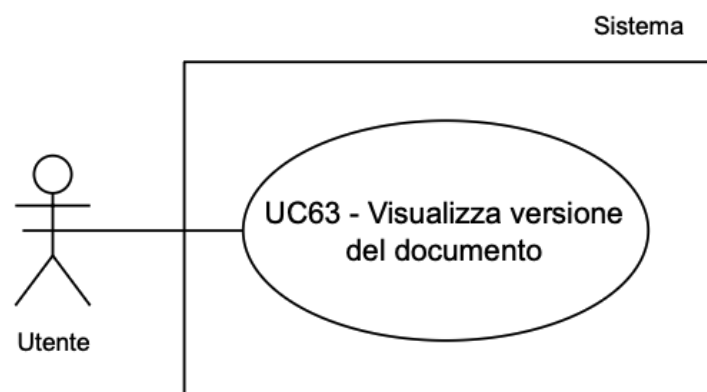 Sistema
UC63 - Visualizza versione
del documento
Utente